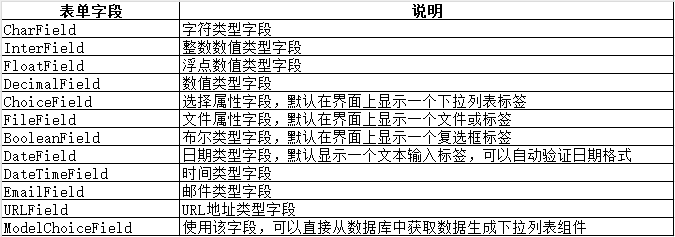 表单字段 说明
CharField 字符类型字段
InterField 整数数值类型字段
FloatField 浮点数值类型字段
DecimalField 数值类型字段
ChoiceField 选择属性字段，默认在界面上显示一个下拉列表标签
FileField 文件属性字段，默认在界面上显示一个文件或标签
BooleanField 布尔类型字段，默认在界面上显示一个复选框标签
DateField 日期类型字段，默认显示一个文本输入标签，可以自动验证日期格式
DateTimeField 时间类型字段
EmailField 邮件类型字段
URLField URL地址类型字段
ModelChoiceField 使用该字段，可以直接从数据库中获取数据生成下拉列表组件